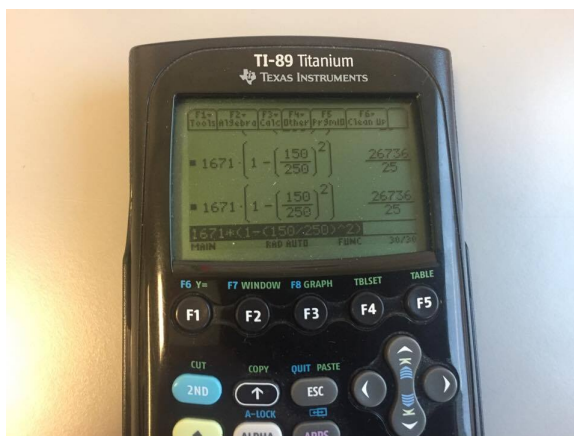 TI-89 Titanium
TEXAS INSTRUMENTS
F1 F2 F3 F4 F5 F6
Tools Algebra Calc Other PrgmIO Clean Up
1671·(1-(150/250)^2) 26736/25
1671·(1-(150/250)^2) 26736/25
1671*(1-(150/250)^2)
MAIN RAD AUTO FUNC 30/30
F6 Y= F7 WINDOW F8 GRAPH TBLSET TABLE
F1 F2 F3 F4 F5
CUT COPY QUIT PASTE
2ND ESC
A-LOCK
ALPHA APPS